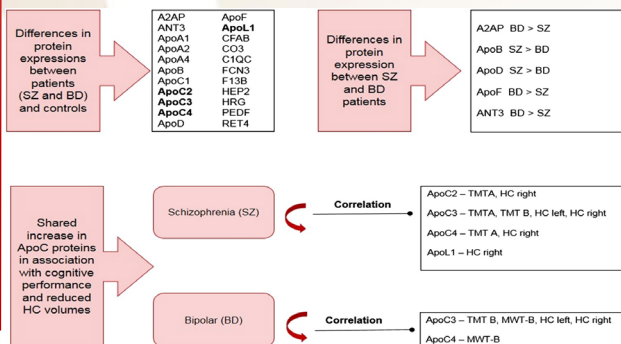 Differences in
protein
expressions
between
patients
(SZ and BD)
and controls
A2AP ApoF
ANT3 ApoL1
ApoA1 CFAB
ApoA2 CO3
ApoA4 C1QC
ApoB FCN3
ApoC1 F13B
ApoC2 HEP2
ApoC3 HRG
ApoC4 PEDF
ApoD RET4
Differences in
protein
expression
between SZ
and BD
patients
A2AP BD > SZ
ApoB SZ > BD
ApoD SZ > BD
ApoF BD > SZ
ANT3 BD > SZ
Shared
increase in
ApoC proteins
in association
with cognitive
performance
and reduced
HC volumes
Schizophrenia (SZ)
Correlation
ApoC2 – TMTA, HC right
ApoC3 – TMTA, TMT B, HC left, HC right
ApoC4 – TMT A, HC right
ApoL1 – HC right
Bipolar (BD)
Correlation
ApoC3 – TMT B, MWT-B, HC left, HC right
ApoC4 – MWT-B